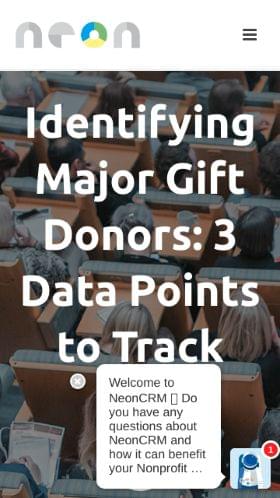 neon
Identifying
Major Gift
Donors: 3
Data Points
to Track
Welcome to
NeonCRM ▯ Do
you have any
questions about
NeonCRM and
how it can benefit
your Nonprofit ...
1